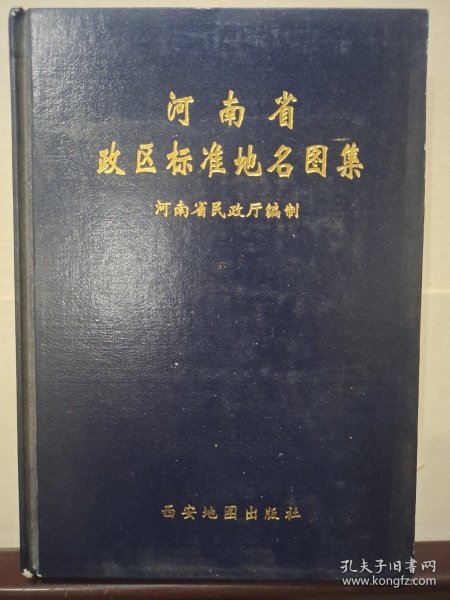 河南省
政区标准地名图集
河南省民政厅编制
西安地图出版社
孔夫子旧书网
www.kongfz.com